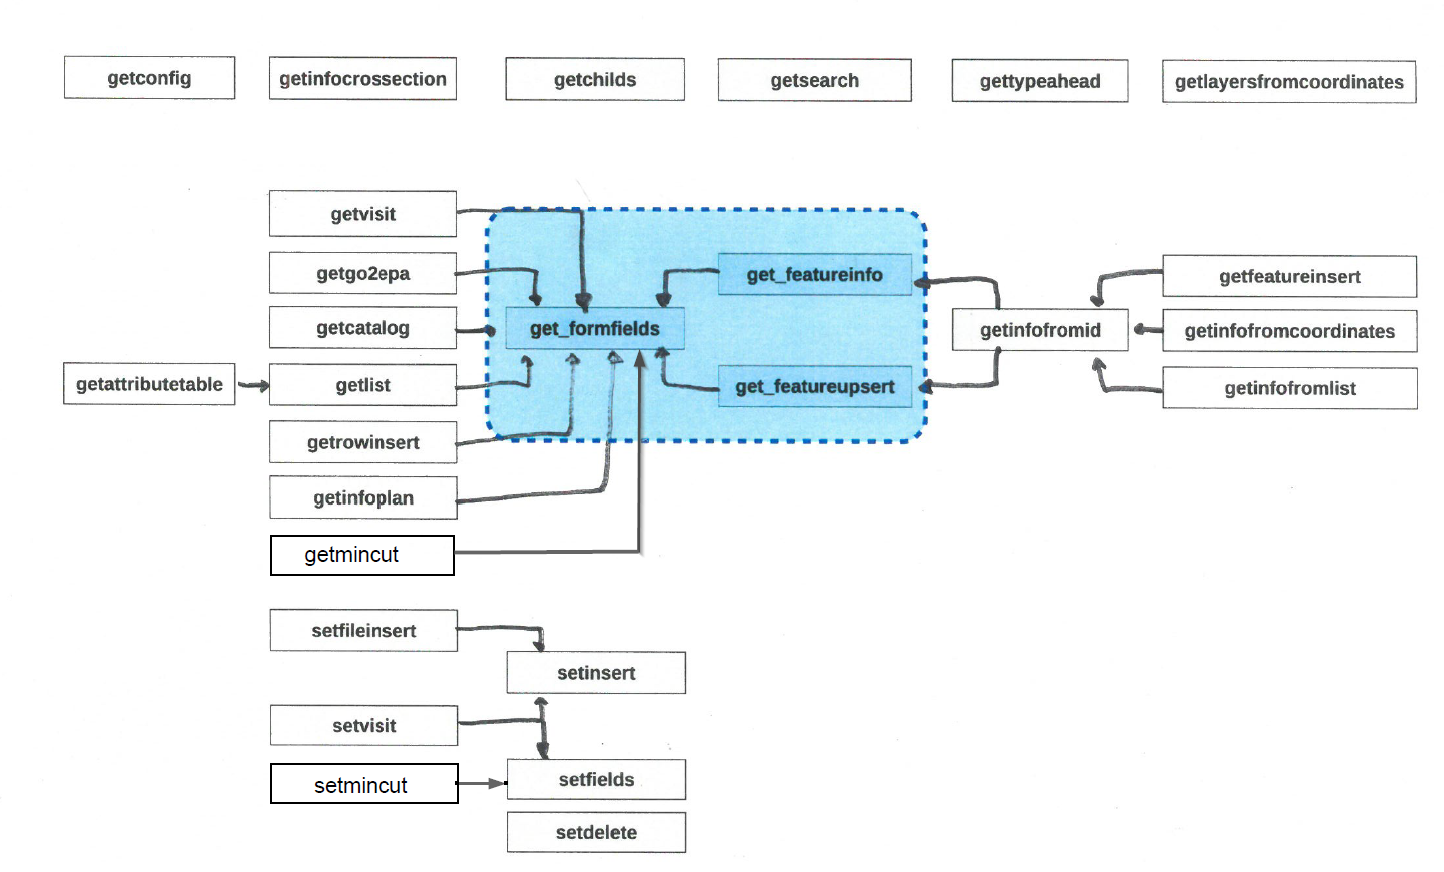 getconfig
getinfocrossection
getchilds
getsearch
gettypeahead
getlayersfromcoordinates
getvisit
getgo2epa
get_featureinfo
getfeatureinsert
getcatalog
get_formfields
getinfofromid
getinfofromcoordinates
getattributetable
getlist
get_featureupsert
getinfofromlist
getrowinsert
getinfoplan
getmincut
setfileinsert
setinsert
setvisit
setmincut
setfields
setdelete